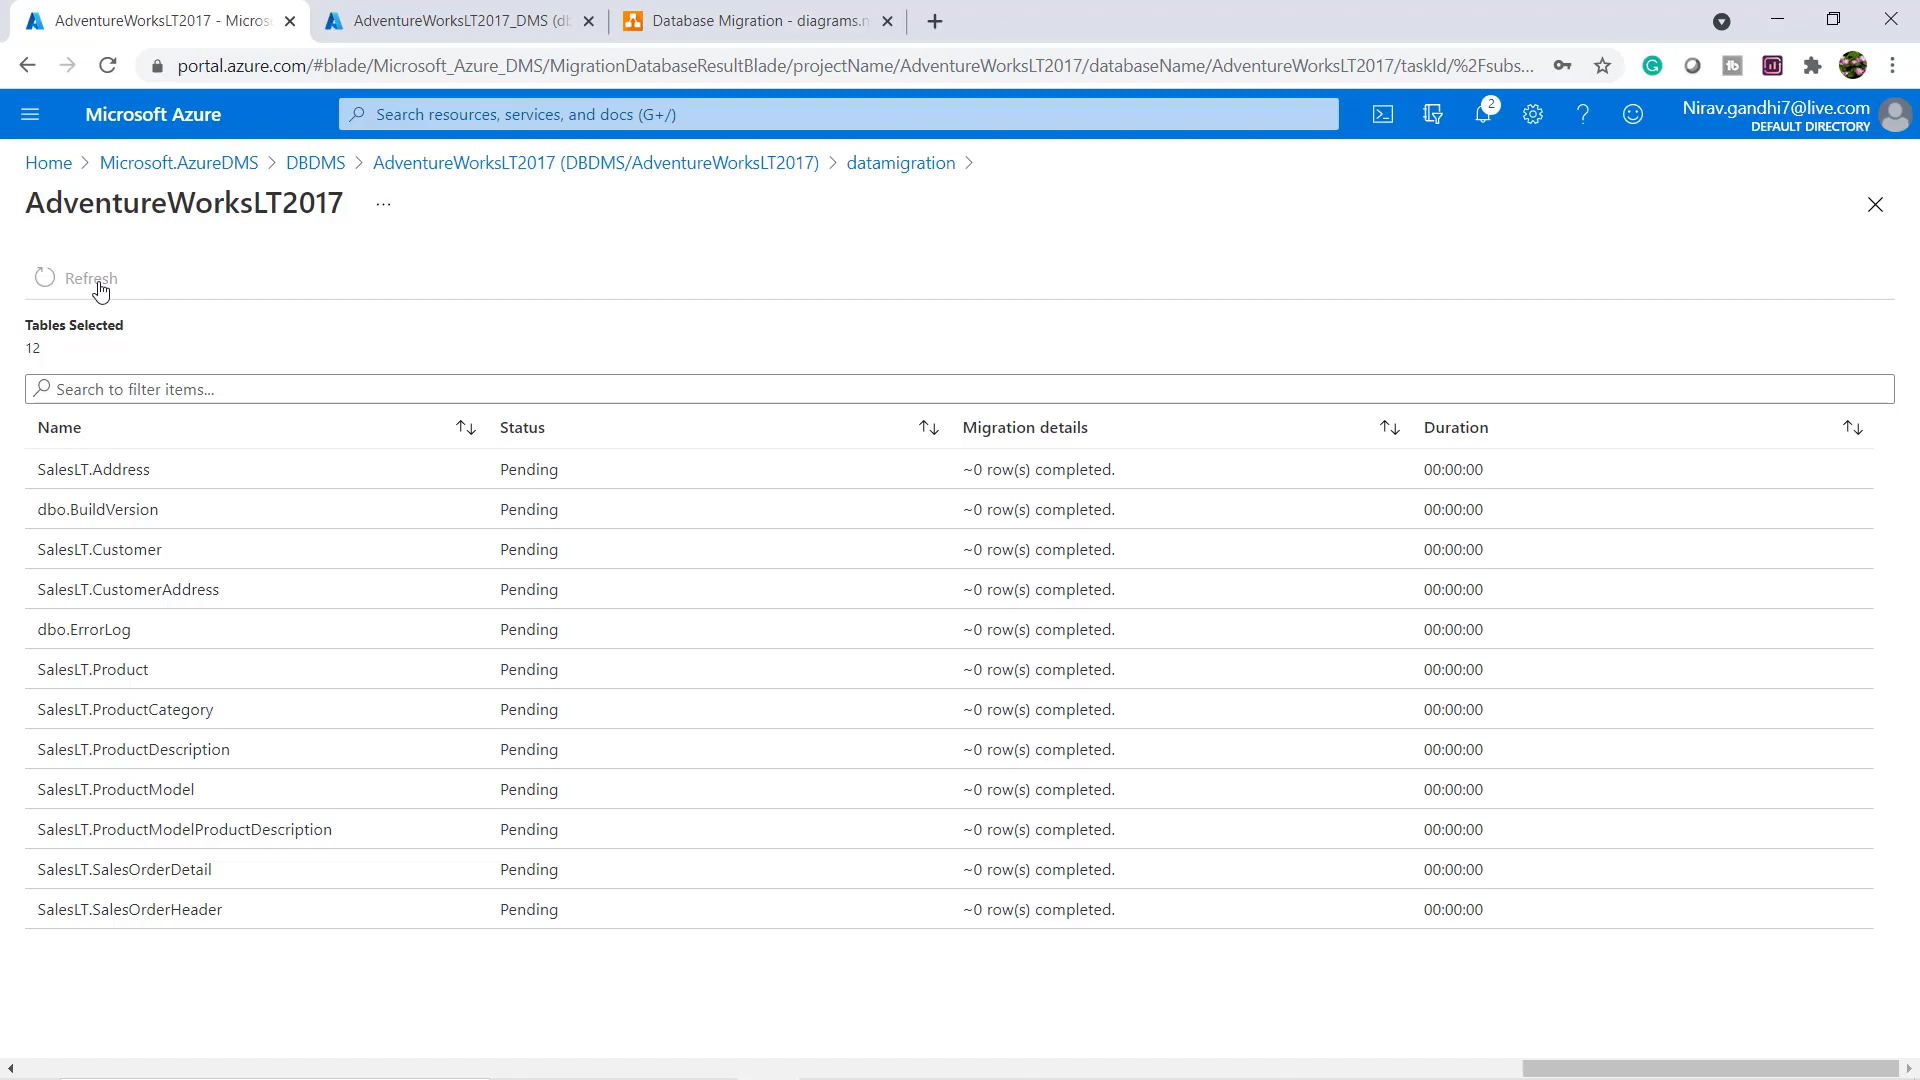 AdventureWorksLT2017 - Micros
AdventureWorksLT2017_DMS (db
Database Migration - diagrams.n
portal.azure.com/#blade/Microsoft_Azure_DMS/MigrationDatabaseResultBlade/projectName/AdventureWorksLT2017/databaseName/AdventureWorksLT2017/taskId/%2Fsubs...
Microsoft Azure
Search resources, services, and docs (G+/)
2
Nirav.gandhi7@live.com
DEFAULT DIRECTORY
Home > Microsoft.AzureDMS > DBDMS > AdventureWorksLT2017 (DBDMS/AdventureWorksLT2017) > datamigration >
AdventureWorksLT2017 ...
Refresh
Tables Selected
12
Search to filter items...
Name Status Migration details Duration
SalesLT.Address Pending ~0 row(s) completed. 00:00:00
dbo.BuildVersion Pending ~0 row(s) completed. 00:00:00
SalesLT.Customer Pending ~0 row(s) completed. 00:00:00
SalesLT.CustomerAddress Pending ~0 row(s) completed. 00:00:00
dbo.ErrorLog Pending ~0 row(s) completed. 00:00:00
SalesLT.Product Pending ~0 row(s) completed. 00:00:00
SalesLT.ProductCategory Pending ~0 row(s) completed. 00:00:00
SalesLT.ProductDescription Pending ~0 row(s) completed. 00:00:00
SalesLT.ProductModel Pending ~0 row(s) completed. 00:00:00
SalesLT.ProductModelProductDescription Pending ~0 row(s) completed. 00:00:00
SalesLT.SalesOrderDetail Pending ~0 row(s) completed. 00:00:00
SalesLT.SalesOrderHeader Pending ~0 row(s) completed. 00:00:00